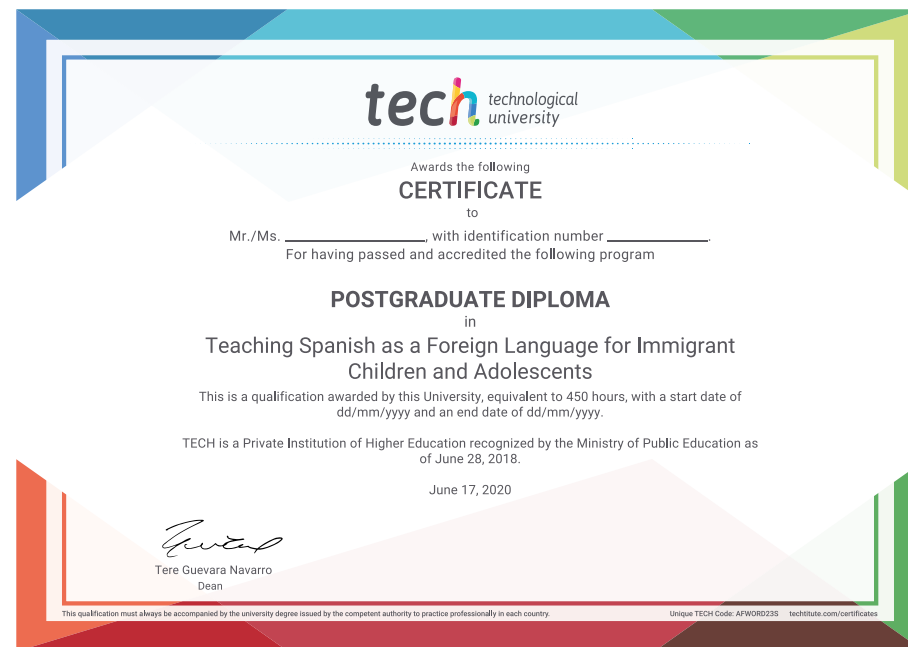 tech technological
university
Awards the following
CERTIFICATE
to
Mr./Ms. ____________________, with identification number ______________.
For having passed and accredited the following program
POSTGRADUATE DIPLOMA
in
Teaching Spanish as a Foreign Language for Immigrant
Children and Adolescents
This is a qualification awarded by this University, equivalent to 450 hours, with a start date of
dd/mm/yyyy and an end date of dd/mm/yyyy.
TECH is a Private Institution of Higher Education recognized by the Ministry of Public Education as
of June 28, 2018.
June 17, 2020
Tere Guevara Navarro
Dean
This qualification must always be accompanied by the university degree issued by the competent authority to practice professionally in each country. Unique TECH Code: AFWORD23S techtitute.com/certificates